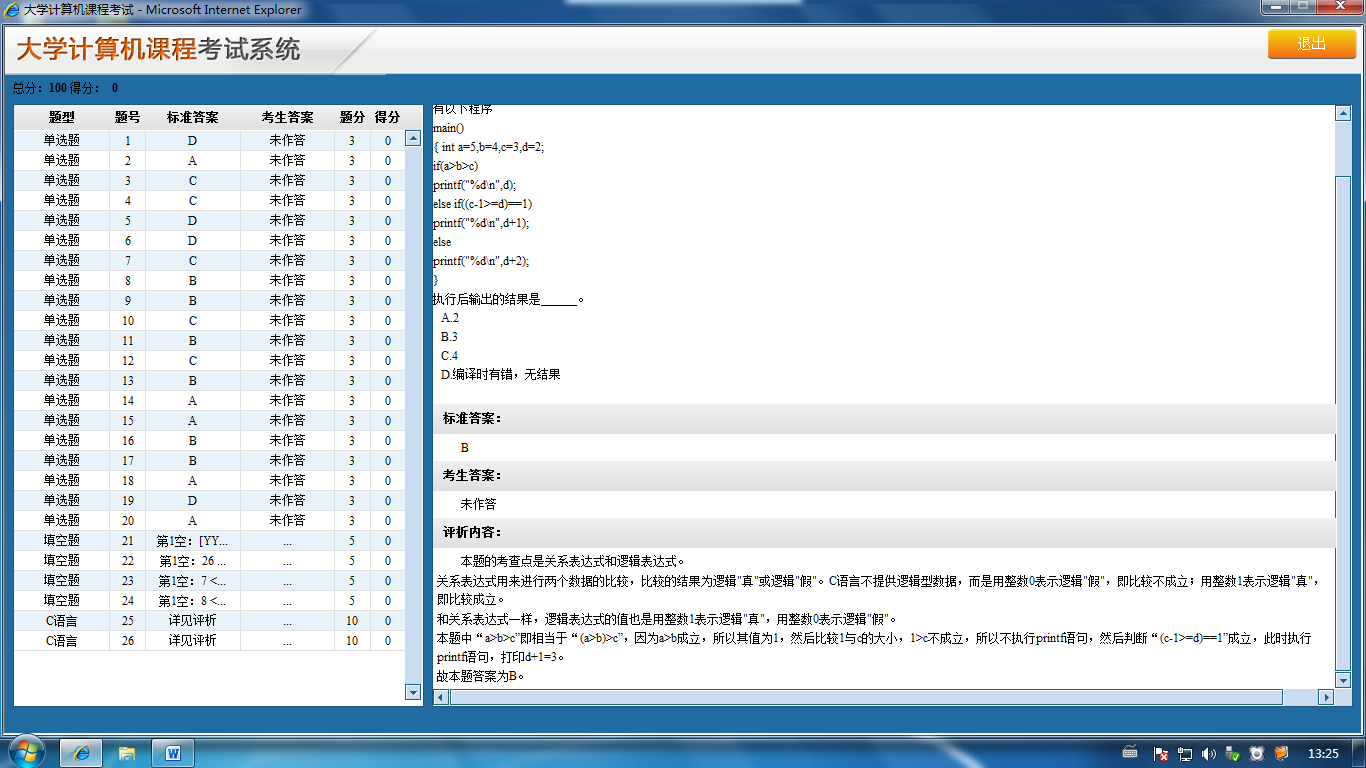 大学计算机课程考试 - Microsoft Internet Explorer
大学计算机课程考试系统
退出
总分：100 得分： 0
题型 题号 标准答案 考生答案 题分 得分
单选题 1 D 未作答 3 0
单选题 2 A 未作答 3 0
单选题 3 C 未作答 3 0
单选题 4 C 未作答 3 0
单选题 5 D 未作答 3 0
单选题 6 D 未作答 3 0
单选题 7 C 未作答 3 0
单选题 8 B 未作答 3 0
单选题 9 B 未作答 3 0
单选题 10 C 未作答 3 0
单选题 11 B 未作答 3 0
单选题 12 C 未作答 3 0
单选题 13 B 未作答 3 0
单选题 14 A 未作答 3 0
单选题 15 A 未作答 3 0
单选题 16 B 未作答 3 0
单选题 17 B 未作答 3 0
单选题 18 A 未作答 3 0
单选题 19 D 未作答 3 0
单选题 20 A 未作答 3 0
填空题 21 第1空：[YY... ... 5 0
填空题 22 第1空：26 ... ... 5 0
填空题 23 第1空：7 <... ... 5 0
填空题 24 第1空：8 <... ... 5 0
C语言 25 详见评析 ... 10 0
C语言 26 详见评析 ... 10 0
有以下程序
main()
{ int a=5,b=4,c=3,d=2;
if(a>b>c)
printf("%d\n",d);
else if((c-1>=d)==1)
printf("%d\n",d+1);
else
printf("%d\n",d+2);
}
执行后输出的结果是______。
A.2
B.3
C.4
D.编译时有错，无结果
标准答案：
B
考生答案：
未作答
评析内容：
本题的考查点是关系表达式和逻辑表达式。
关系表达式用来进行两个数据的比较，比较的结果为逻辑"真"或逻辑"假"。C语言不提供逻辑型数据，而是用整数0表示逻辑"假"，即比较不成立；用整数1表示逻辑"真"，
即比较成立。
和关系表达式一样，逻辑表达式的值也是用整数1表示逻辑"真"，用整数0表示逻辑"假"。
本题中“a>b>c”即相当于“(a>b)>c”，因为a>b成立，所以其值为1，然后比较1与c的大小，1>c不成立，所以不执行printf语句，然后判断“(c-1>=d)==1”成立，此时执行
printf语句，打印d+1=3。
故本题答案为B。
13:25